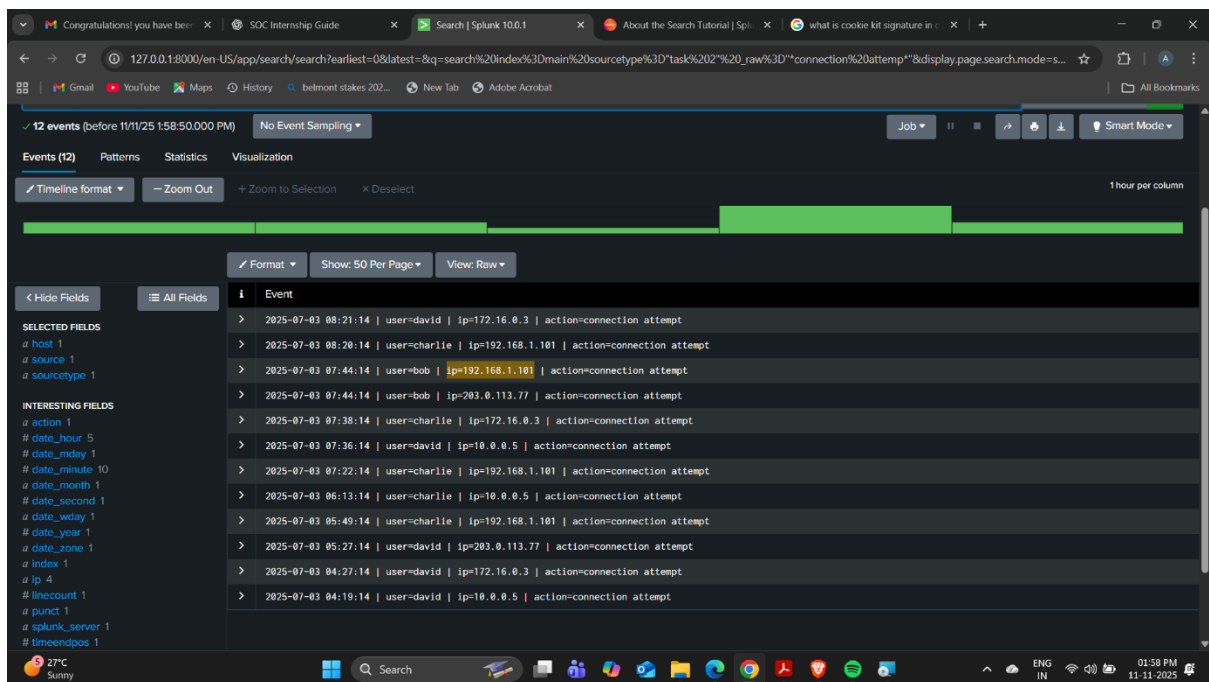 Congratulations! you have been
SOC Internship Guide
Search | Splunk 10.0.1
About the Search Tutorial | Spl
what is cookie kit signature in c
127.0.0.1:8000/en-US/app/search/search?earliest=0&latest=&q=search%20index%3Dmain%20sourcetype%3D"task%202"%20_raw%3D"*connection%20attemp*"&display.page.search.mode=s...
A
Gmail YouTube Maps History belmont stakes 202... New Tab Adobe Acrobat All Bookmarks
12 events (before 11/11/25 1:58:50.000 PM) No Event Sampling Job Smart Mode
Events (12) Patterns Statistics Visualization
Timeline format — Zoom Out + Zoom to Selection × Deselect 1 hour per column
Format Show: 50 Per Page View: Raw
< Hide Fields All Fields i Event
SELECTED FIELDS
a host 1
a source 1
a sourcetype 1
INTERESTING FIELDS
a action 1
# date_hour 5
# date_mday 1
# date_minute 10
a date_month 1
# date_second 1
a date_wday 1
# date_year 1
a date_zone 1
a index 1
a ip 4
# linecount 1
a punct 1
a splunk_server 1
# timeendpos 1
> 2025-07-03 08:21:14 | user=david | ip=172.16.0.3 | action=connection attempt
> 2025-07-03 08:20:14 | user=charlie | ip=192.168.1.101 | action=connection attempt
> 2025-07-03 07:44:14 | user=bob | ip=192.168.1.101 | action=connection attempt
> 2025-07-03 07:44:14 | user=bob | ip=203.0.113.77 | action=connection attempt
> 2025-07-03 07:38:14 | user=charlie | ip=172.16.0.3 | action=connection attempt
> 2025-07-03 07:36:14 | user=david | ip=10.0.0.5 | action=connection attempt
> 2025-07-03 07:22:14 | user=charlie | ip=192.168.1.101 | action=connection attempt
> 2025-07-03 06:13:14 | user=charlie | ip=10.0.0.5 | action=connection attempt
> 2025-07-03 05:49:14 | user=charlie | ip=192.168.1.101 | action=connection attempt
> 2025-07-03 05:27:14 | user=david | ip=203.0.113.77 | action=connection attempt
> 2025-07-03 04:27:14 | user=david | ip=172.16.0.3 | action=connection attempt
> 2025-07-03 04:19:14 | user=david | ip=10.0.0.5 | action=connection attempt
5 27°C
Sunny
Search
ENG
IN
01:58 PM
11-11-2025